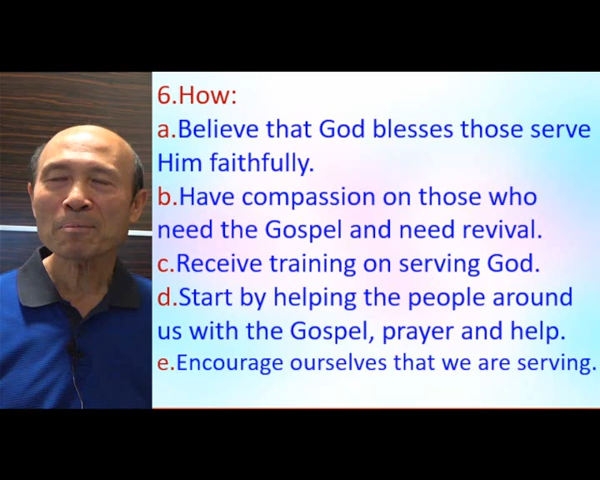 6.How:
a.Believe that God blesses those serve
Him faithfully.
b.Have compassion on those who
need the Gospel and need revival.
c.Receive training on serving God.
d.Start by helping the people around
us with the Gospel, prayer and help.
e.Encourage ourselves that we are serving.